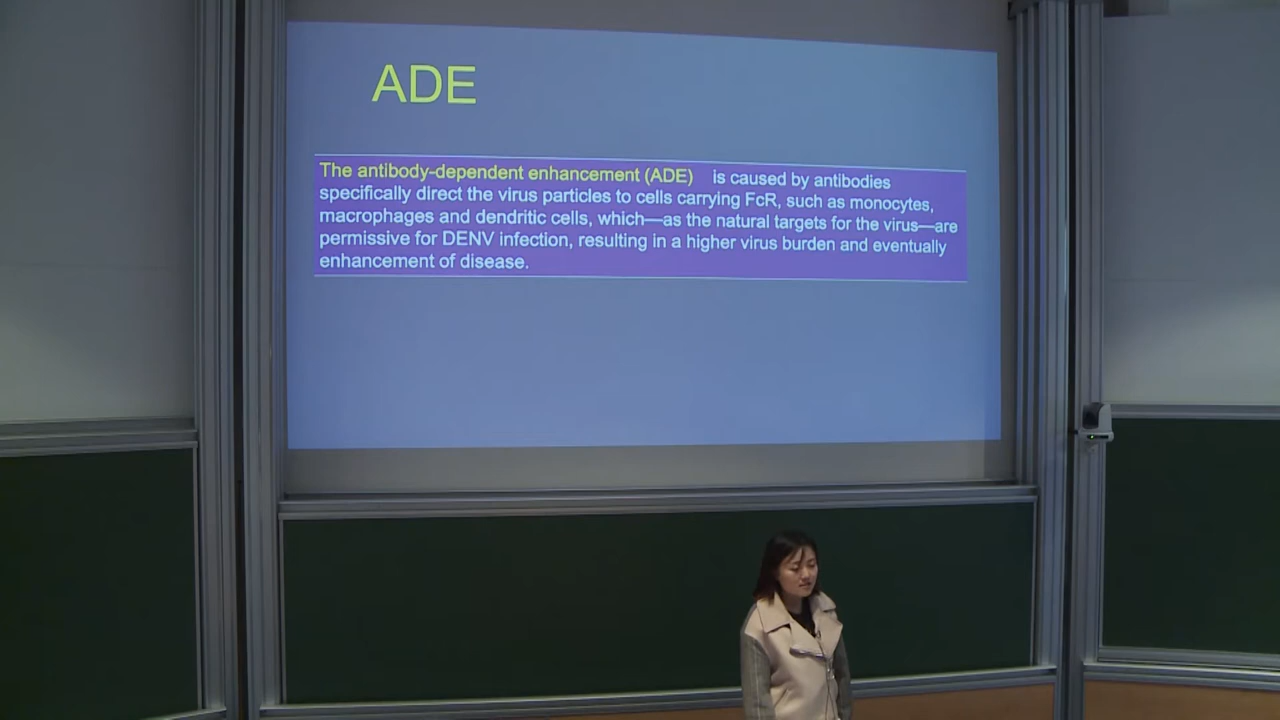 ADE
The antibody-dependent enhancement (ADE) is caused by antibodies
specifically direct the virus particles to cells carrying FcR, such as monocytes,
macrophages and dendritic cells, which—as the natural targets for the virus—are
permissive for DENV infection, resulting in a higher virus burden and eventually
enhancement of disease.